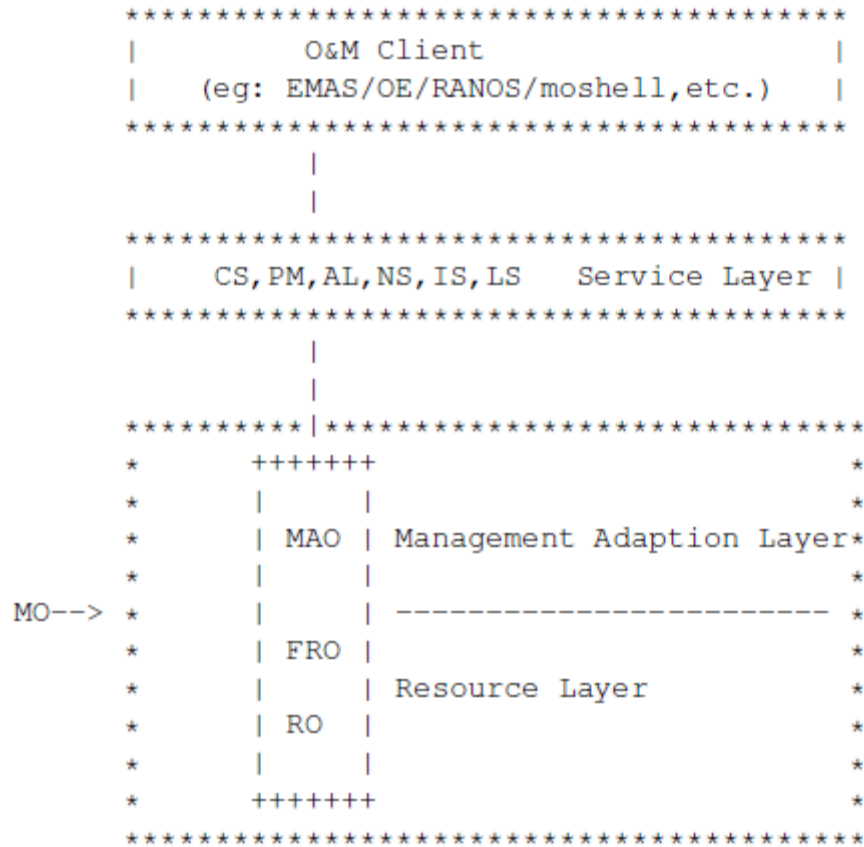 ****************************************
|         O&M Client                   |
|   (eg: EMAS/OE/RANOS/moshell,etc.)   |
****************************************
|
|
****************************************
|    CS,PM,AL,NS,IS,LS   Service Layer |
****************************************
|
|
**********|******************************
*      +++++++                          *
*      |     |                          *
*      | MAO | Management Adaption Layer*
*      |     |                          *
MO--> *      |     | ------------------------ *
*      | FRO |                          *
*      |     | Resource Layer           *
*      | RO  |                          *
*      |     |                          *
*      +++++++                          *
*****************************************